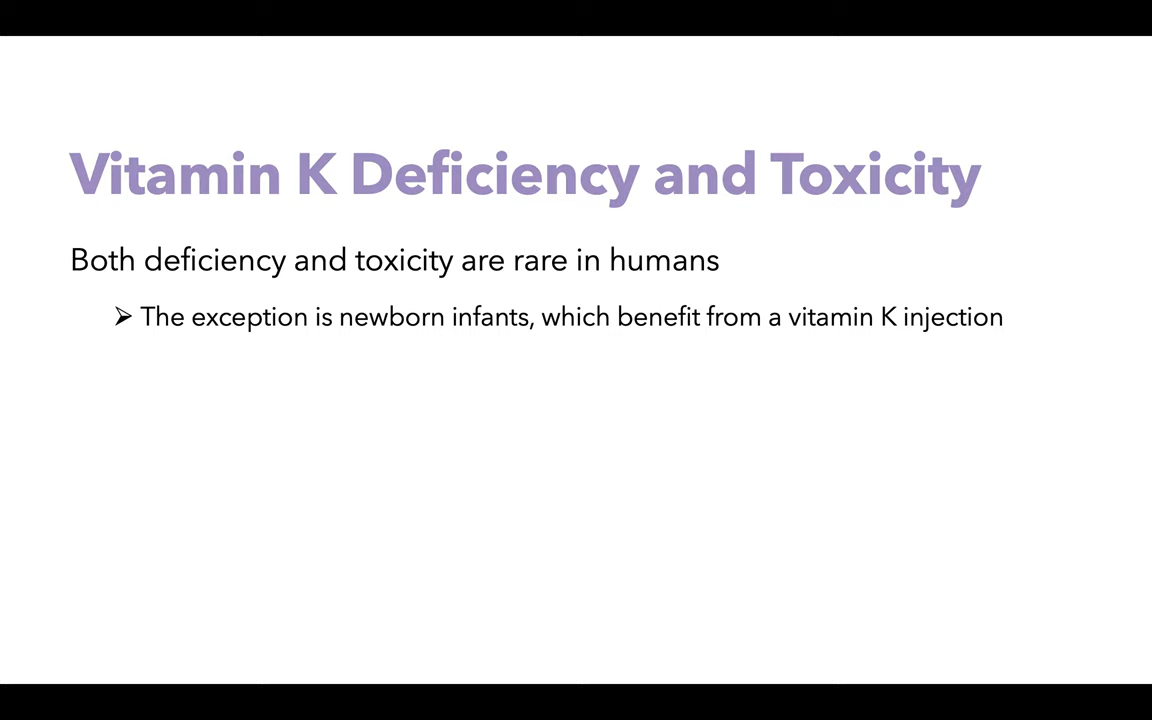 Vitamin K Deficiency and Toxicity
Both deficiency and toxicity are rare in humans
➢ The exception is newborn infants, which benefit from a vitamin K injection